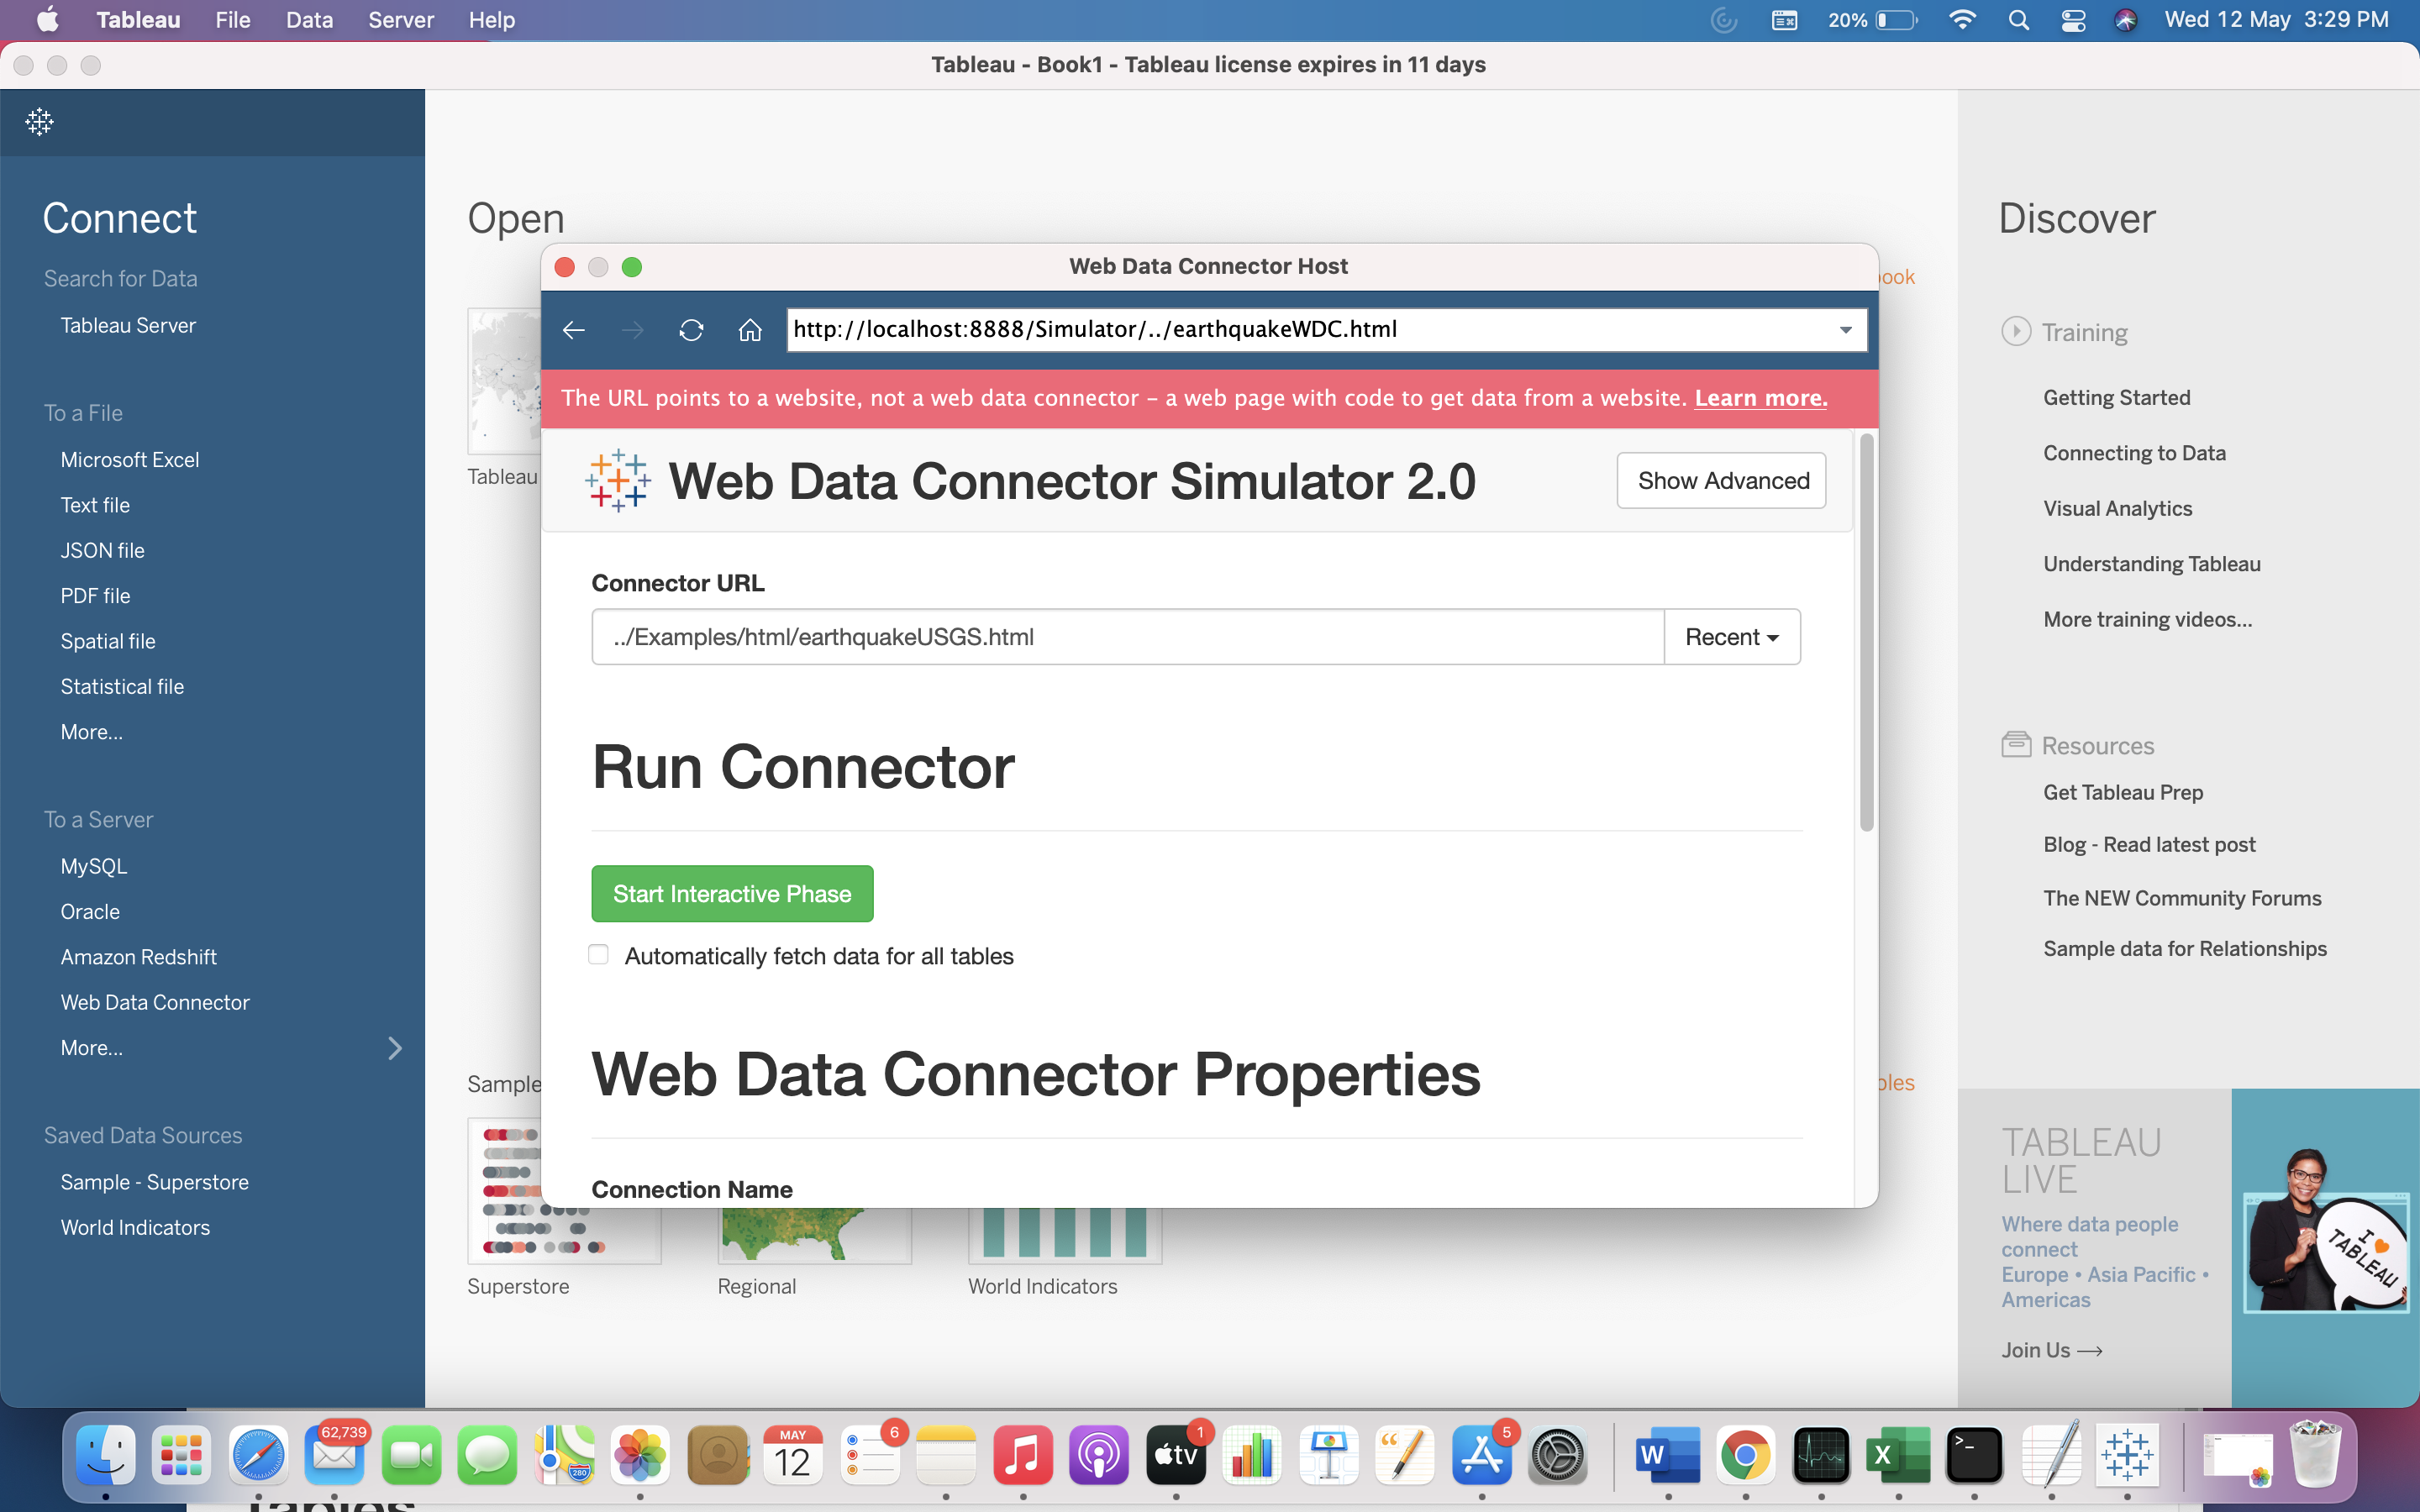 Tableau File Data Server Help
20% Wed 12 May 3:29 PM
Tableau - Book1 - Tableau license expires in 11 days
Connect
Search for Data
Tableau Server
To a File
Microsoft Excel
Text file
JSON file
PDF file
Spatial file
Statistical file
More...
To a Server
MySQL
Oracle
Amazon Redshift
Web Data Connector
More...
Saved Data Sources
Sample - Superstore
World Indicators
Open
ook
Tableau
Web Data Connector Host
http://localhost:8888/Simulator/../earthquakeWDC.html
The URL points to a website, not a web data connector – a web page with code to get data from a website. Learn more.
Web Data Connector Simulator 2.0
Show Advanced
Connector URL
../Examples/html/earthquakeUSGS.html
Recent
Run Connector
Start Interactive Phase
Automatically fetch data for all tables
Web Data Connector Properties
Connection Name
Sample
ples
Superstore
Regional
World Indicators
Discover
Training
Getting Started
Connecting to Data
Visual Analytics
Understanding Tableau
More training videos...
Resources
Get Tableau Prep
Blog - Read latest post
The NEW Community Forums
Sample data for Relationships
TABLEAU
LIVE
Where data people
connect
Europe • Asia Pacific •
Americas
Join Us
I
TABLEAU
62,739
MAY
12
6
280
1
tv
5
W
X
>_
Tables